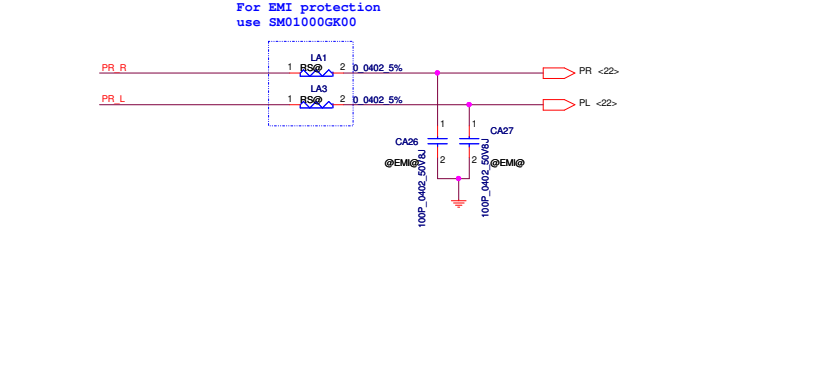 For EMI protection
use SM01000GK00
LA1
PR_R 1 RS@ 2 0_0402_5% PR <22>
LA3
PR_L 1 RS@ 2 0_0402_5% PL <22>
1 1
CA26 CA27
@EMI@ 2 2 @EMI@
100P_0402_50V8J
100P_0402_50V8J